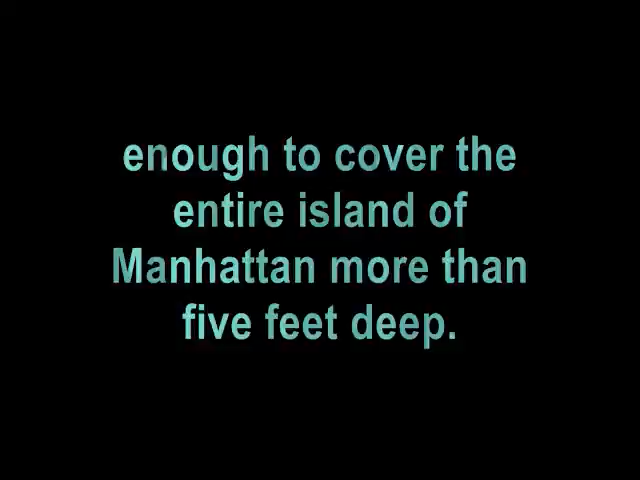 enough to cover the
entire island of
Manhattan more than
five feet deep.